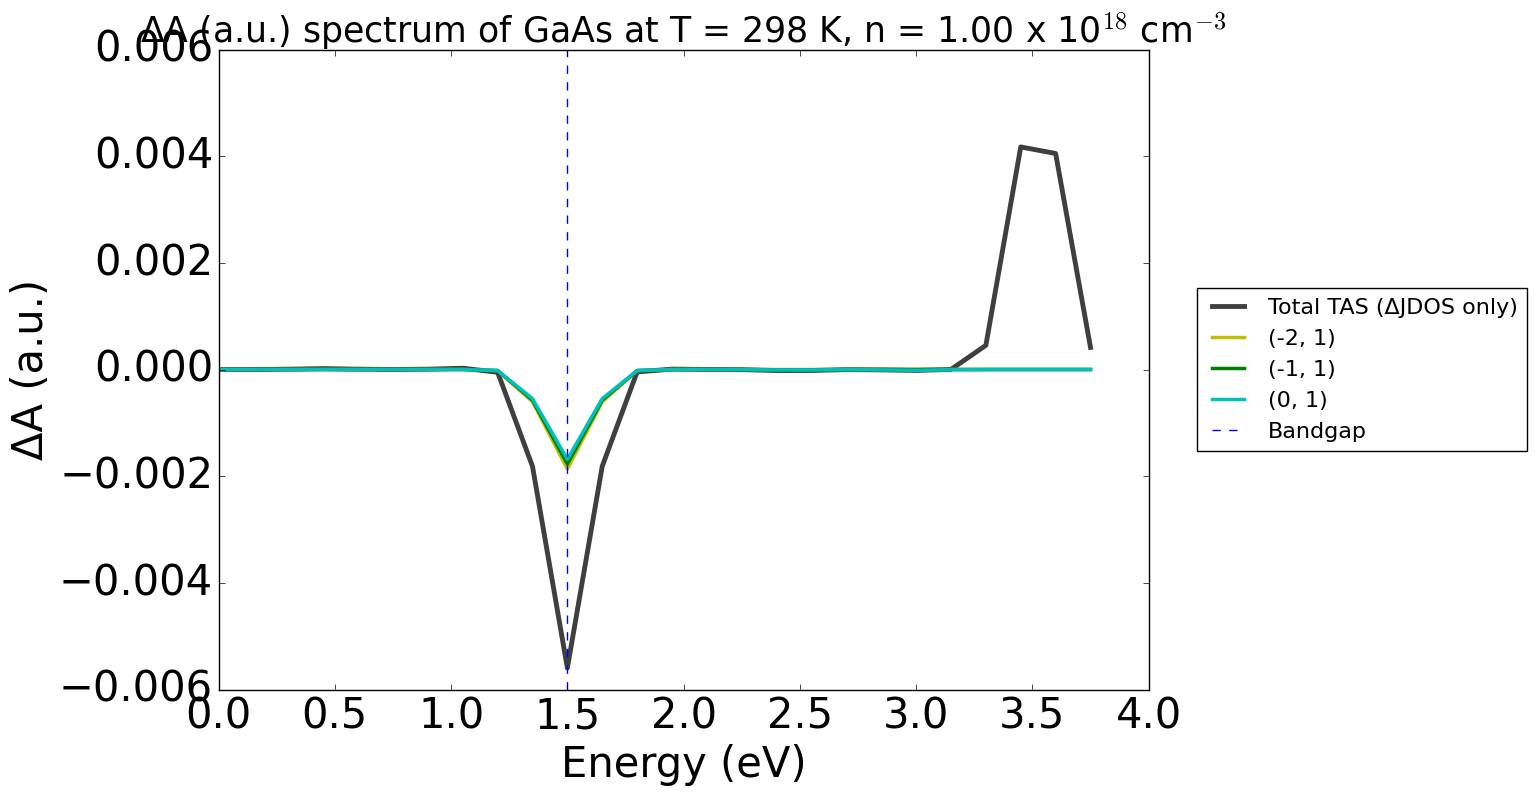 ΔA (a.u.) spectrum of GaAs at T = 298 K, n = 1.00 x 10¹⁸ cm⁻³
0.006
0.004
0.002
0.000
−0.002
−0.004
−0.006
ΔA (a.u.)
0.0 0.5 1.0 1.5 2.0 2.5 3.0 3.5 4.0
Energy (eV)
Total TAS (ΔJDOS only)
(-2, 1)
(-1, 1)
(0, 1)
Bandgap